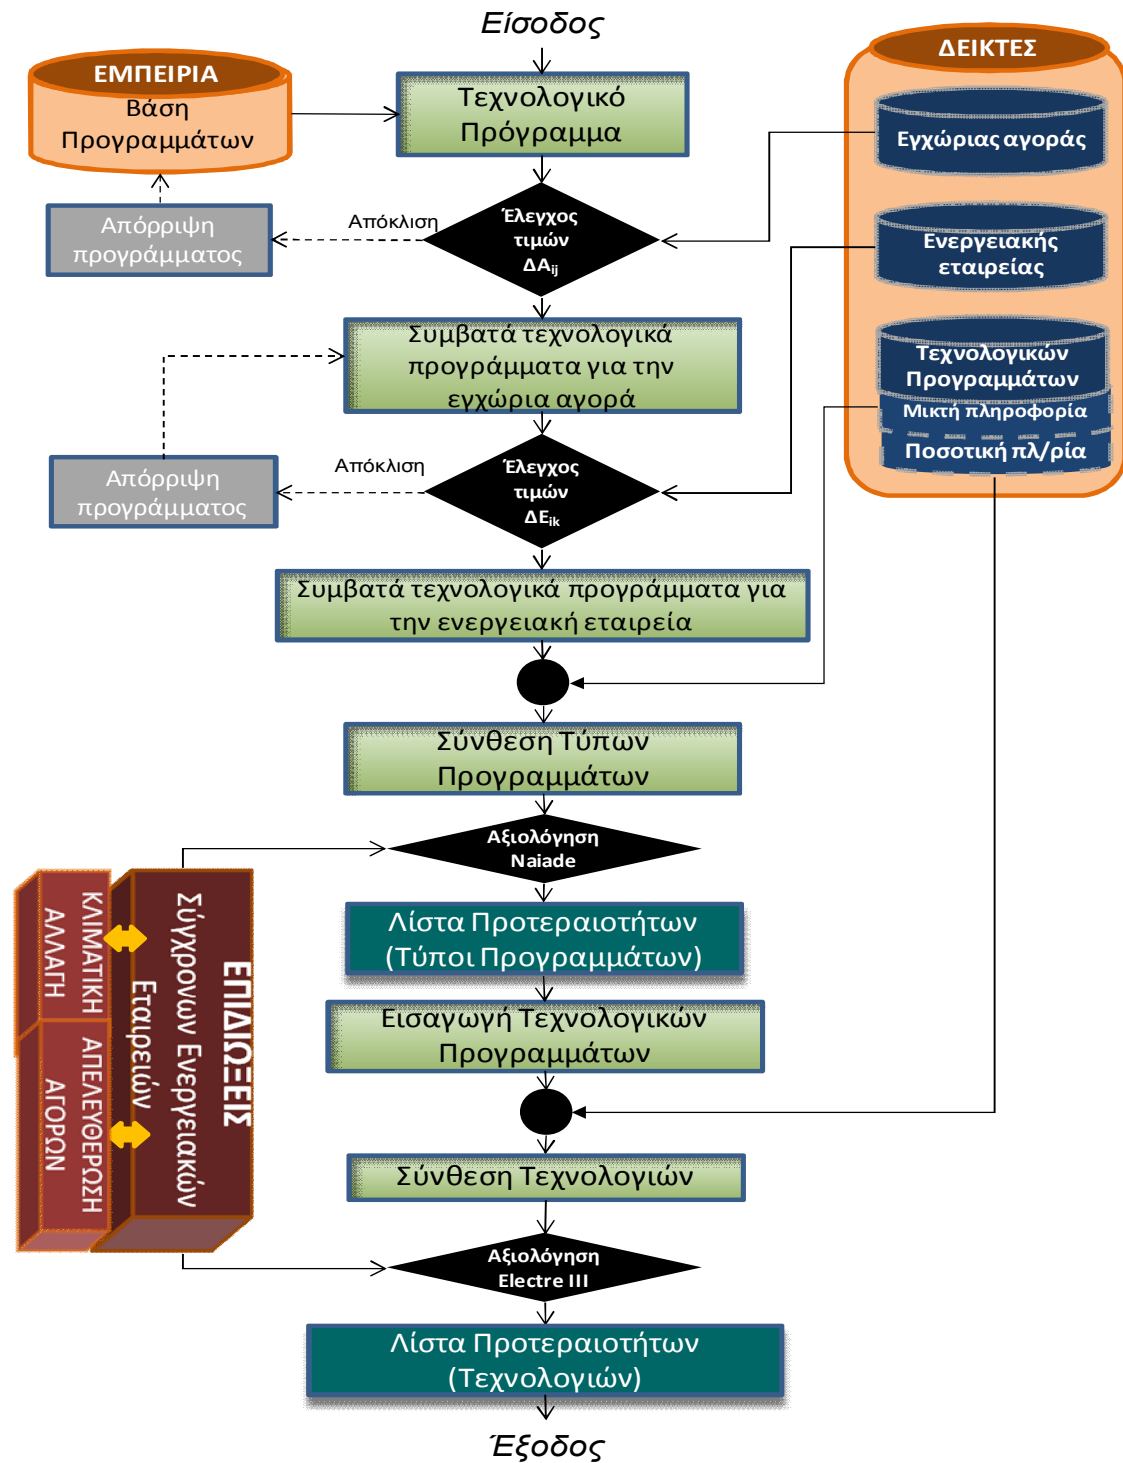 Είσοδος
ΕΜΠΕΙΡΙΑ
Βάση
Προγραμμάτων
Τεχνολογικό
Πρόγραμμα
ΔΕΙΚΤΕΣ
Εγχώριας αγοράς
Ενεργειακής
εταιρείας
Τεχνολογικών
Προγραμμάτων
Μικτή πληροφορία
Ποσοτική πλ/ρία
Έλεγχος
τιμών
ΔΑij
Απόκλιση
Απόρριψη
προγράμματος
Συμβατά τεχνολογικά
προγράμματα για την
εγχώρια αγορά
Έλεγχος
τιμών
ΔΕik
Απόκλιση
Απόρριψη
προγράμματος
Συμβατά τεχνολογικά προγράμματα για
την ενεργειακή εταιρεία
Σύνθεση Τύπων
Προγραμμάτων
Αξιολόγηση
Naiade
Λίστα Προτεραιοτήτων
(Τύποι Προγραμμάτων)
ΕΠΙΔΙΩΞΕΙΣ
Σύγχρονων Ενεργειακών
Εταιρειών
ΚΛΙΜΑΤΙΚΗ
ΑΛΛΑΓΗ
ΑΠΕΛΕΥΘΕΡΩΣΗ
ΑΓΟΡΩΝ
Εισαγωγή Τεχνολογικών
Προγραμμάτων
Σύνθεση Τεχνολογιών
Αξιολόγηση
Electre III
Λίστα Προτεραιοτήτων
(Τεχνολογιών)
Έξοδος